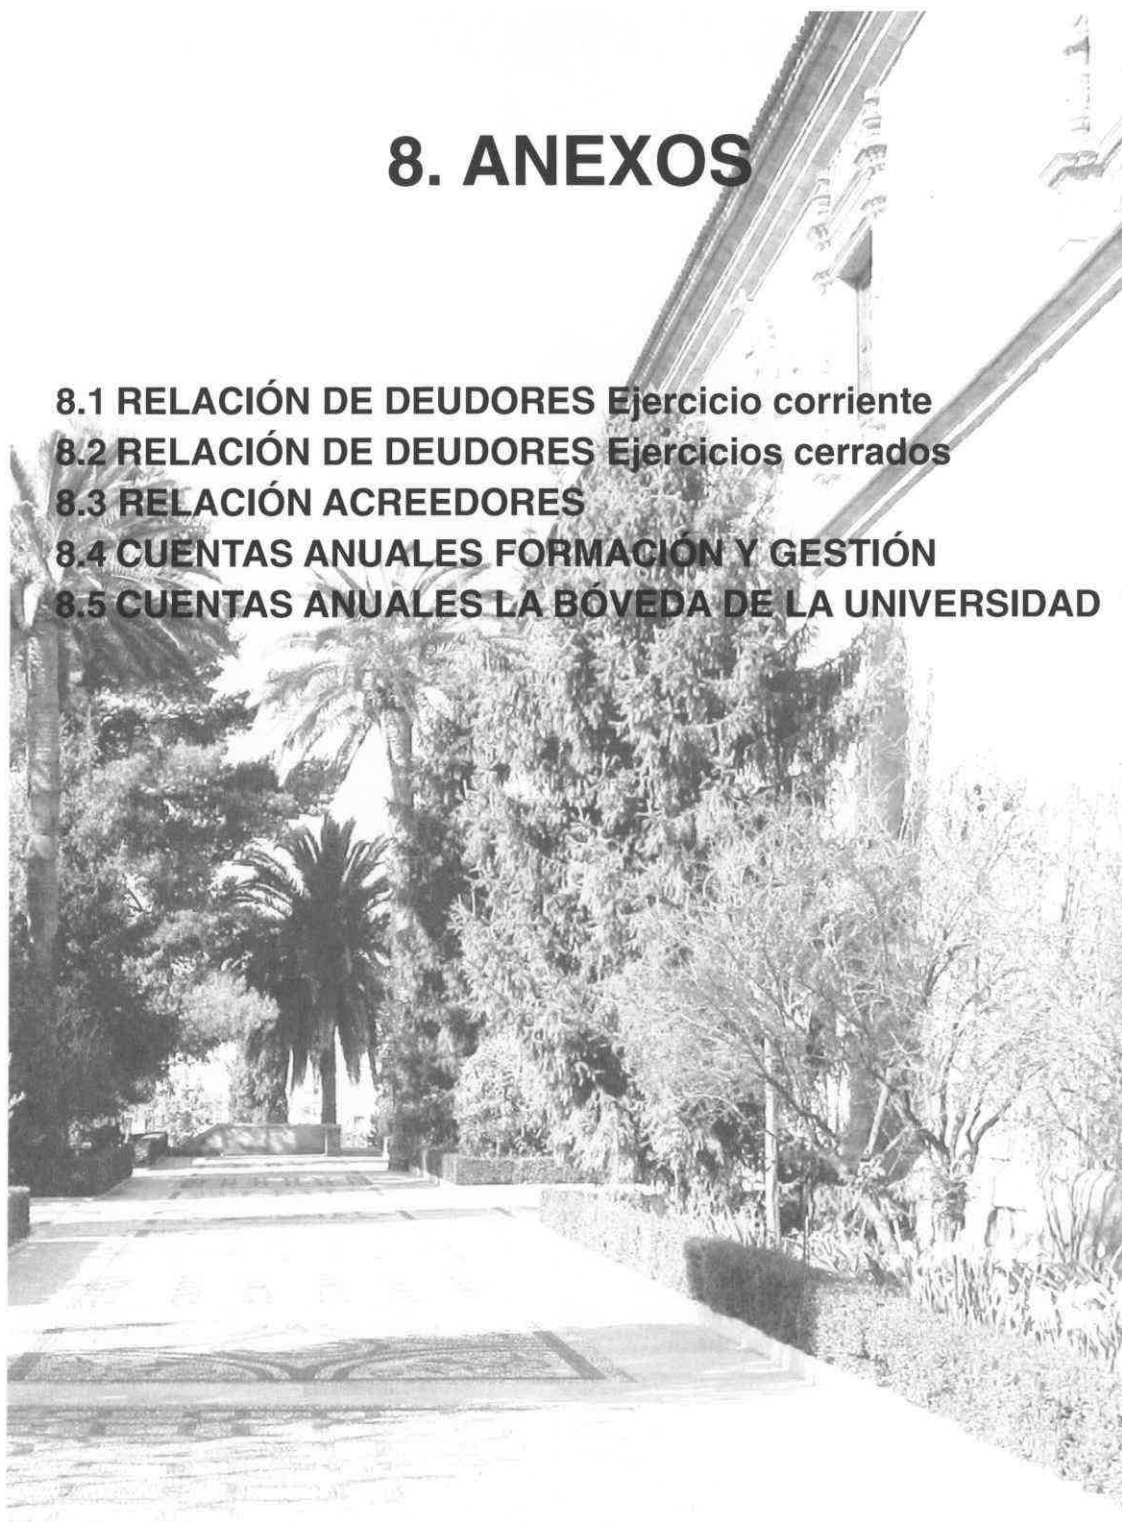 8. ANEXOS
8.1 RELACIÓN DE DEUDORES Ejercicio corriente
8.2 RELACIÓN DE DEUDORES Ejercicios cerrados
8.3 RELACIÓN ACREEDORES
8.4 CUENTAS ANUALES FORMACIÓN Y GESTIÓN
8.5 CUENTAS ANUALES LA BÓVEDA DE LA UNIVERSIDAD